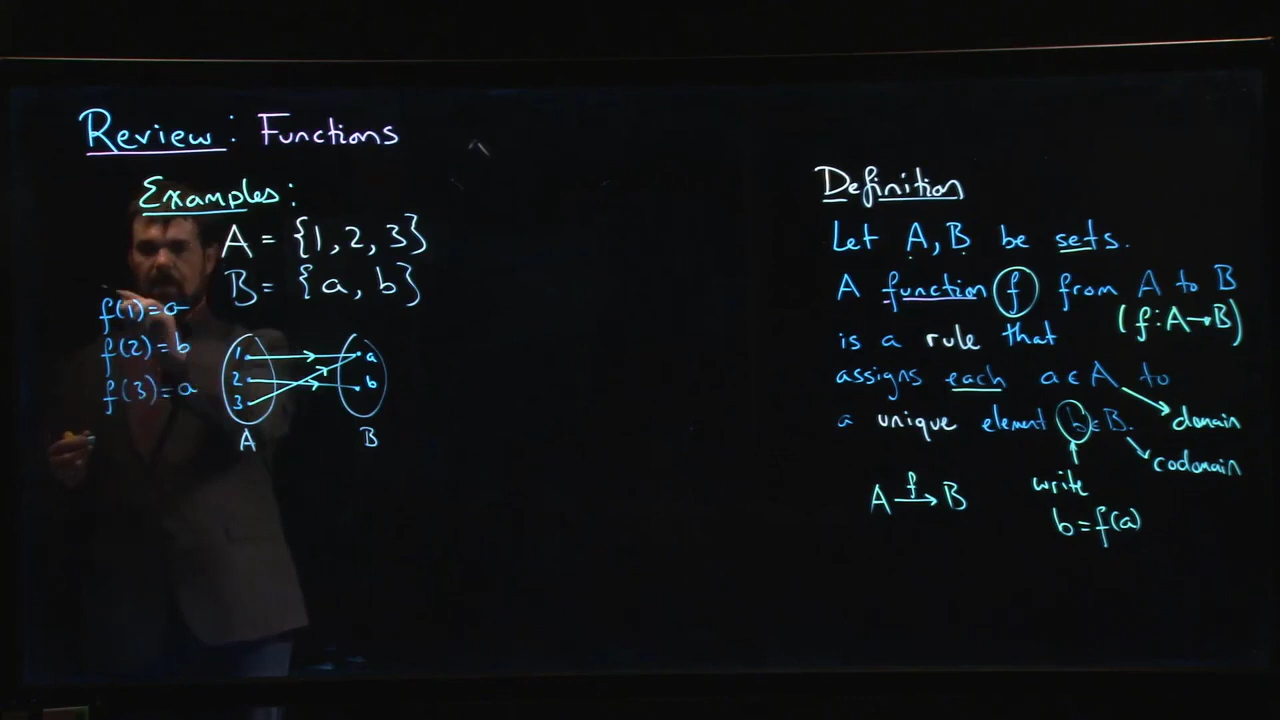 Review: Functions
Examples:
A = {1, 2, 3}
B = {a, b}
f(1)=a
f(2)=b
f(3)=a
1 a
2 b
3
A B
Definition
Let A, B be sets.
A function f from A to B
(f: A→B)
is a rule that
assigns each a ∈ A to
a unique element b ∈ B.
domain
codomain
write
b = f(a)
A f→ B